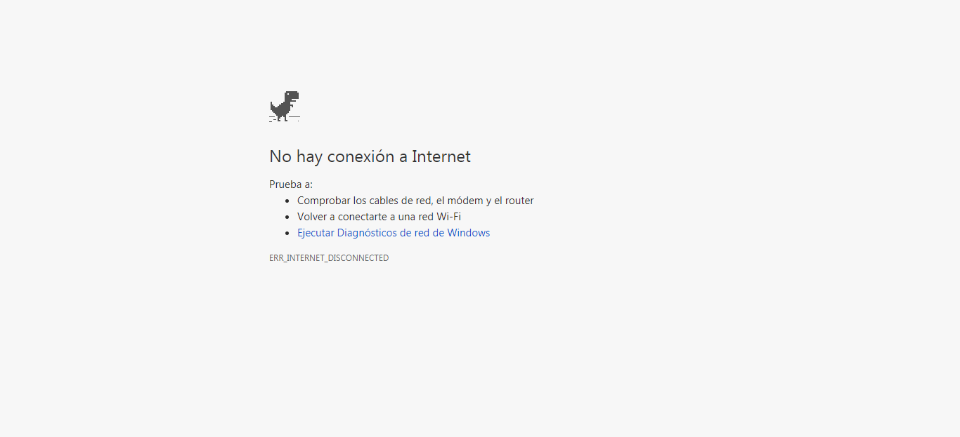 No hay conexión a Internet
Prueba a:
Comprobar los cables de red, el módem y el router
Volver a conectarte a una red Wi-Fi
Ejecutar Diagnósticos de red de Windows
ERR_INTERNET_DISCONNECTED